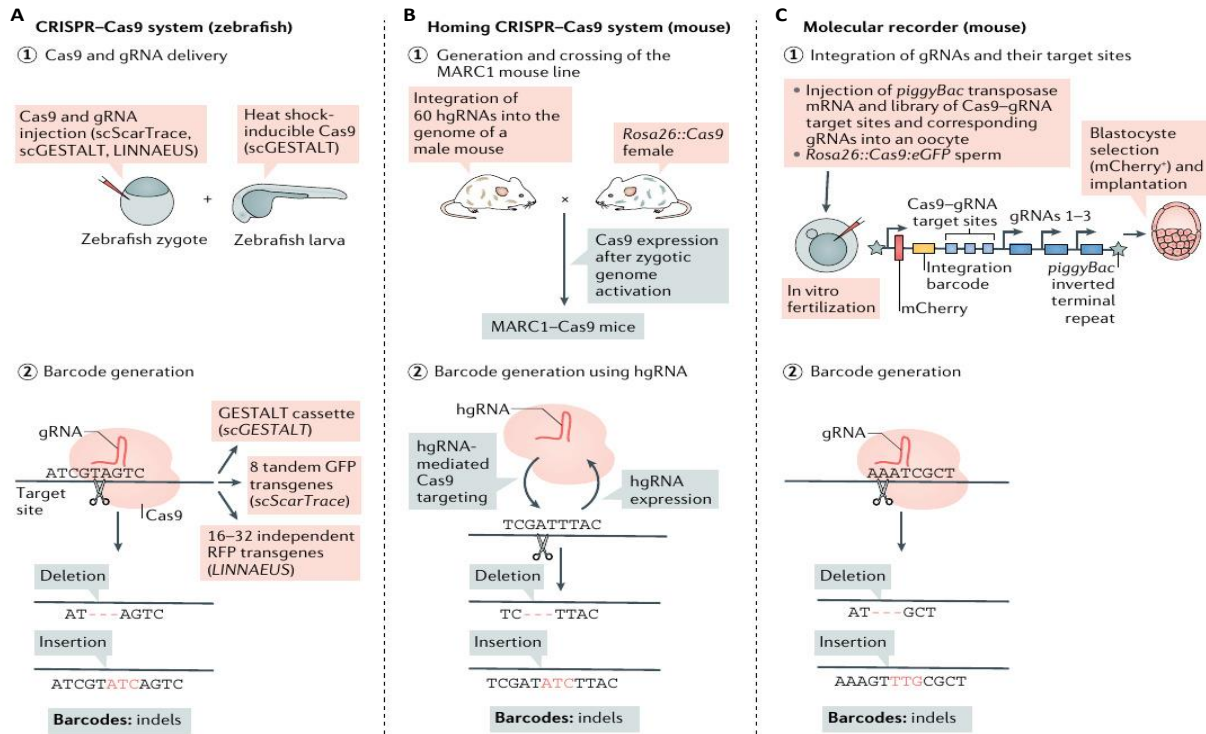 A CRISPR–Cas9 system (zebrafish)
1 Cas9 and gRNA delivery
Cas9 and gRNA
injection (scScarTrace,
scGESTALT, LINNAEUS)
Heat shock-
inducible Cas9
(scGESTALT)
+
Zebrafish zygote
Zebrafish larva
2 Barcode generation
gRNA
ATCGTAGTC
Target
site
Cas9
GESTALT cassette
(scGESTALT)
8 tandem GFP
transgenes
(scScarTrace)
16–32 independent
RFP transgenes
(LINNAEUS)
Deletion
AT---AGTC
Insertion
ATCGTATCAGTC
Barcodes: indels
B Homing CRISPR–Cas9 system (mouse)
1 Generation and crossing of the
MARC1 mouse line
Integration of
60 hgRNAs into the
genome of a
male mouse
Rosa26::Cas9
female
×
Cas9 expression
after zygotic
genome
activation
MARC1–Cas9 mice
2 Barcode generation using hgRNA
hgRNA
hgRNA-
mediated
Cas9
targeting
hgRNA
expression
TCGATTTAC
Deletion
TC---TTAC
Insertion
TCGATATCTTAC
Barcodes: indels
C Molecular recorder (mouse)
1 Integration of gRNAs and their target sites
• Injection of piggyBac transposase
mRNA and library of Cas9–gRNA
target sites and corresponding
gRNAs into an oocyte
• Rosa26::Cas9:eGFP sperm
Blastocyste
selection
(mCherry+) and
implantation
Cas9–gRNA
target sites
gRNAs 1–3
In vitro
fertilization
Integration
barcode
mCherry
piggyBac
inverted
terminal
repeat
2 Barcode generation
gRNA
AAATCGCT
Deletion
AT---GCT
Insertion
AAAGTTTGCGCT
Barcodes: indels